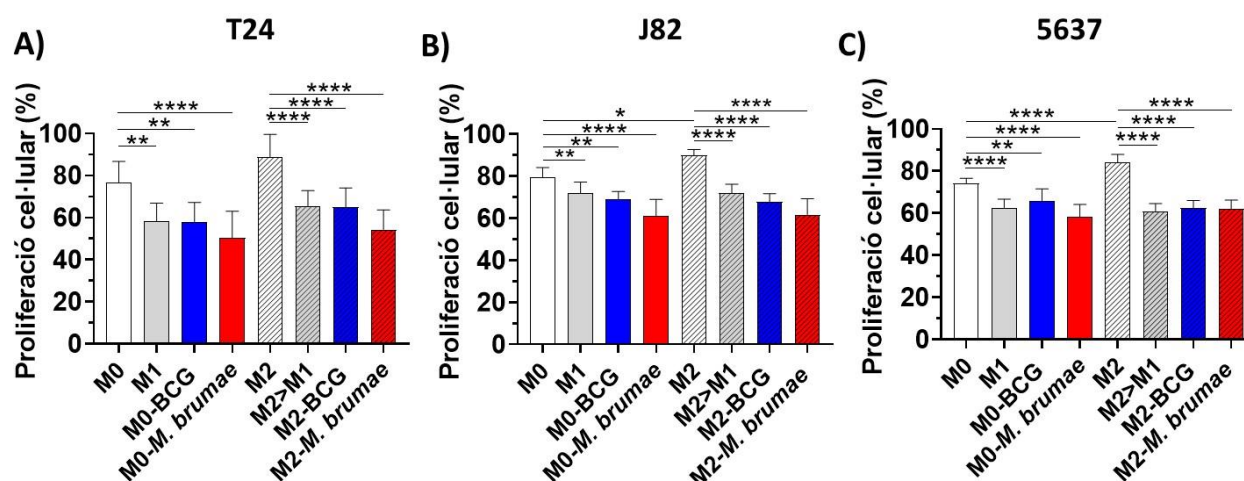 A)
T24
Proliferació cel·lular (%)
100
80
60
40
20
0
****
**
**
****
****
****
M0
M1
M0-BCG
M0-M. brumae
M2
M2>M1
M2-BCG
M2-M. brumae
B)
J82
Proliferació cel·lular (%)
100
80
60
40
20
0
*
****
**
**
****
****
****
M0
M1
M0-BCG
M0-M. brumae
M2
M2>M1
M2-BCG
M2-M. brumae
C)
5637
Proliferació cel·lular (%)
100
80
60
40
20
0
****
****
**
****
****
****
****
M0
M1
M0-BCG
M0-M. brumae
M2
M2>M1
M2-BCG
M2-M. brumae